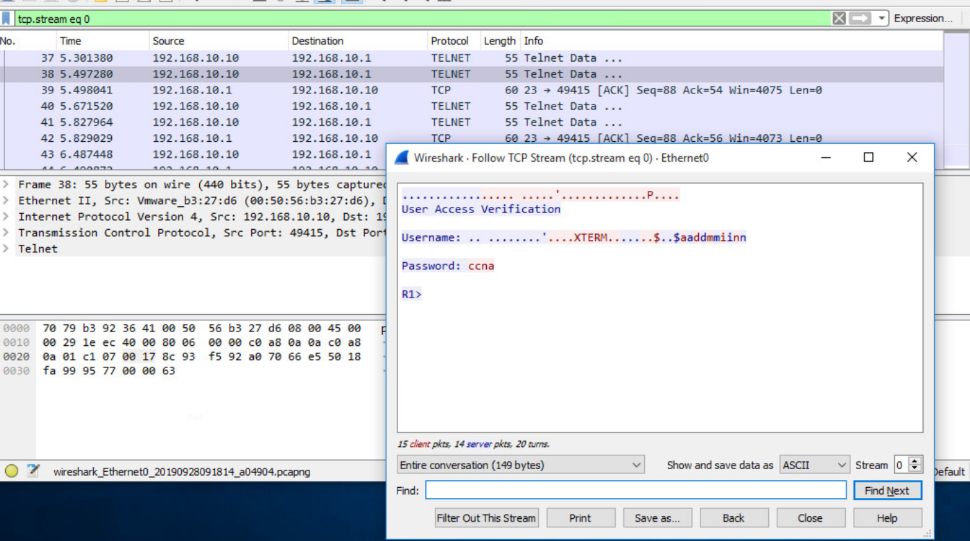 tcp.stream eq 0 Expression...
No. Time Source Destination Protocol Length Info
37 5.301380 192.168.10.10 192.168.10.1 TELNET 55 Telnet Data ...
38 5.497280 192.168.10.10 192.168.10.1 TELNET 55 Telnet Data ...
39 5.498041 192.168.10.1 192.168.10.10 TCP 60 23 → 49415 [ACK] Seq=88 Ack=54 Win=4075 Len=0
40 5.671520 192.168.10.10 192.168.10.1 TELNET 55 Telnet Data ...
41 5.827964 192.168.10.10 192.168.10.1 TELNET 55 Telnet Data ...
42 5.829029 192.168.10.1 192.168.10.10 TCP 60 23 → 49415 [ACK] Seq=88 Ack=56 Win=4073 Len=0
43 6.487448 192.168.10.10 192.168.10.1
Frame 38: 55 bytes on wire (440 bits), 55 bytes captured
Ethernet II, Src: Vmware_b3:27:d6 (00:50:56:b3:27:d6),
Internet Protocol Version 4, Src: 192.168.10.10, Dst: 19
Transmission Control Protocol, Src Port: 49415, Dst Port
Telnet
0000 70 79 b3 92 36 41 00 50 56 b3 27 d6 08 00 45 00
0010 00 29 1e ec 40 00 80 06 00 00 c0 a8 0a 0a c0 a8
0020 0a 01 c1 07 00 17 8c 93 f5 92 a0 70 66 e5 50 18
0030 fa 99 95 77 00 00 63
wireshark_Ethernet0_20190928091814_a04904.pcapng
Default
Wireshark · Follow TCP Stream (tcp.stream eq 0) · Ethernet0
.................. .....'.............P....
User Access Verification
Username: .. ........'....XTERM.......$..$aaddmmiinn
Password: ccna
R1>
15 client pkts, 14 server pkts, 20 turns.
Entire conversation (149 bytes) Show and save data as ASCII Stream 0
Find: Find Next
Filter Out This Stream Print Save as... Back Close Help